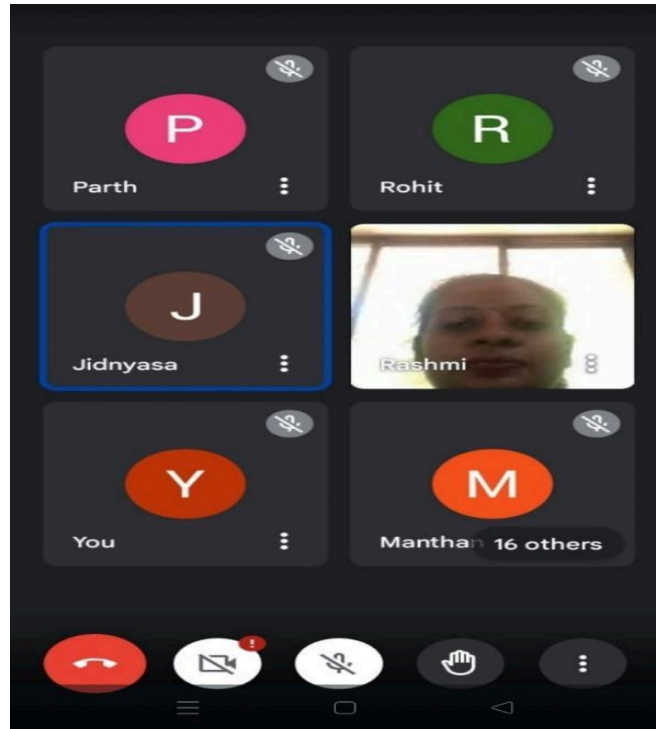 P R
Parth Rohit
J
Jidnyasa Rashmi
Y M
You Manthan 16 others